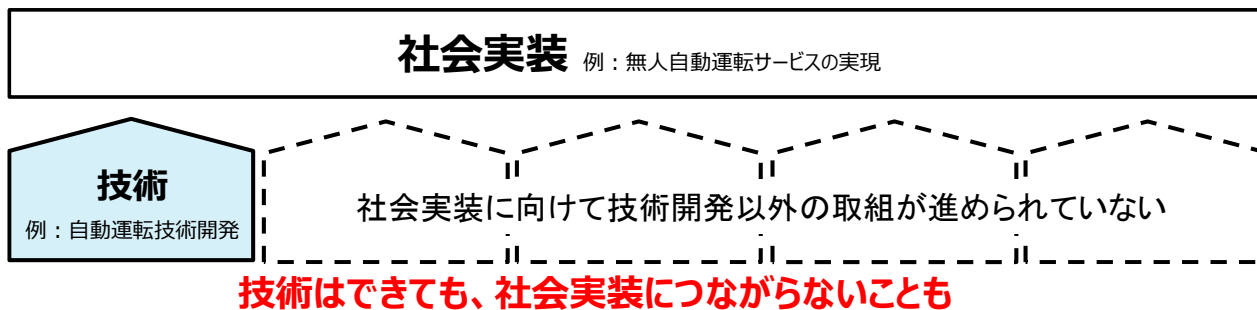 社会実装 例：無人自動運転サービスの実現
技術
例：自動運転技術開発
社会実装に向けて技術開発以外の取組が進められていない
技術はできても、社会実装につながらないことも